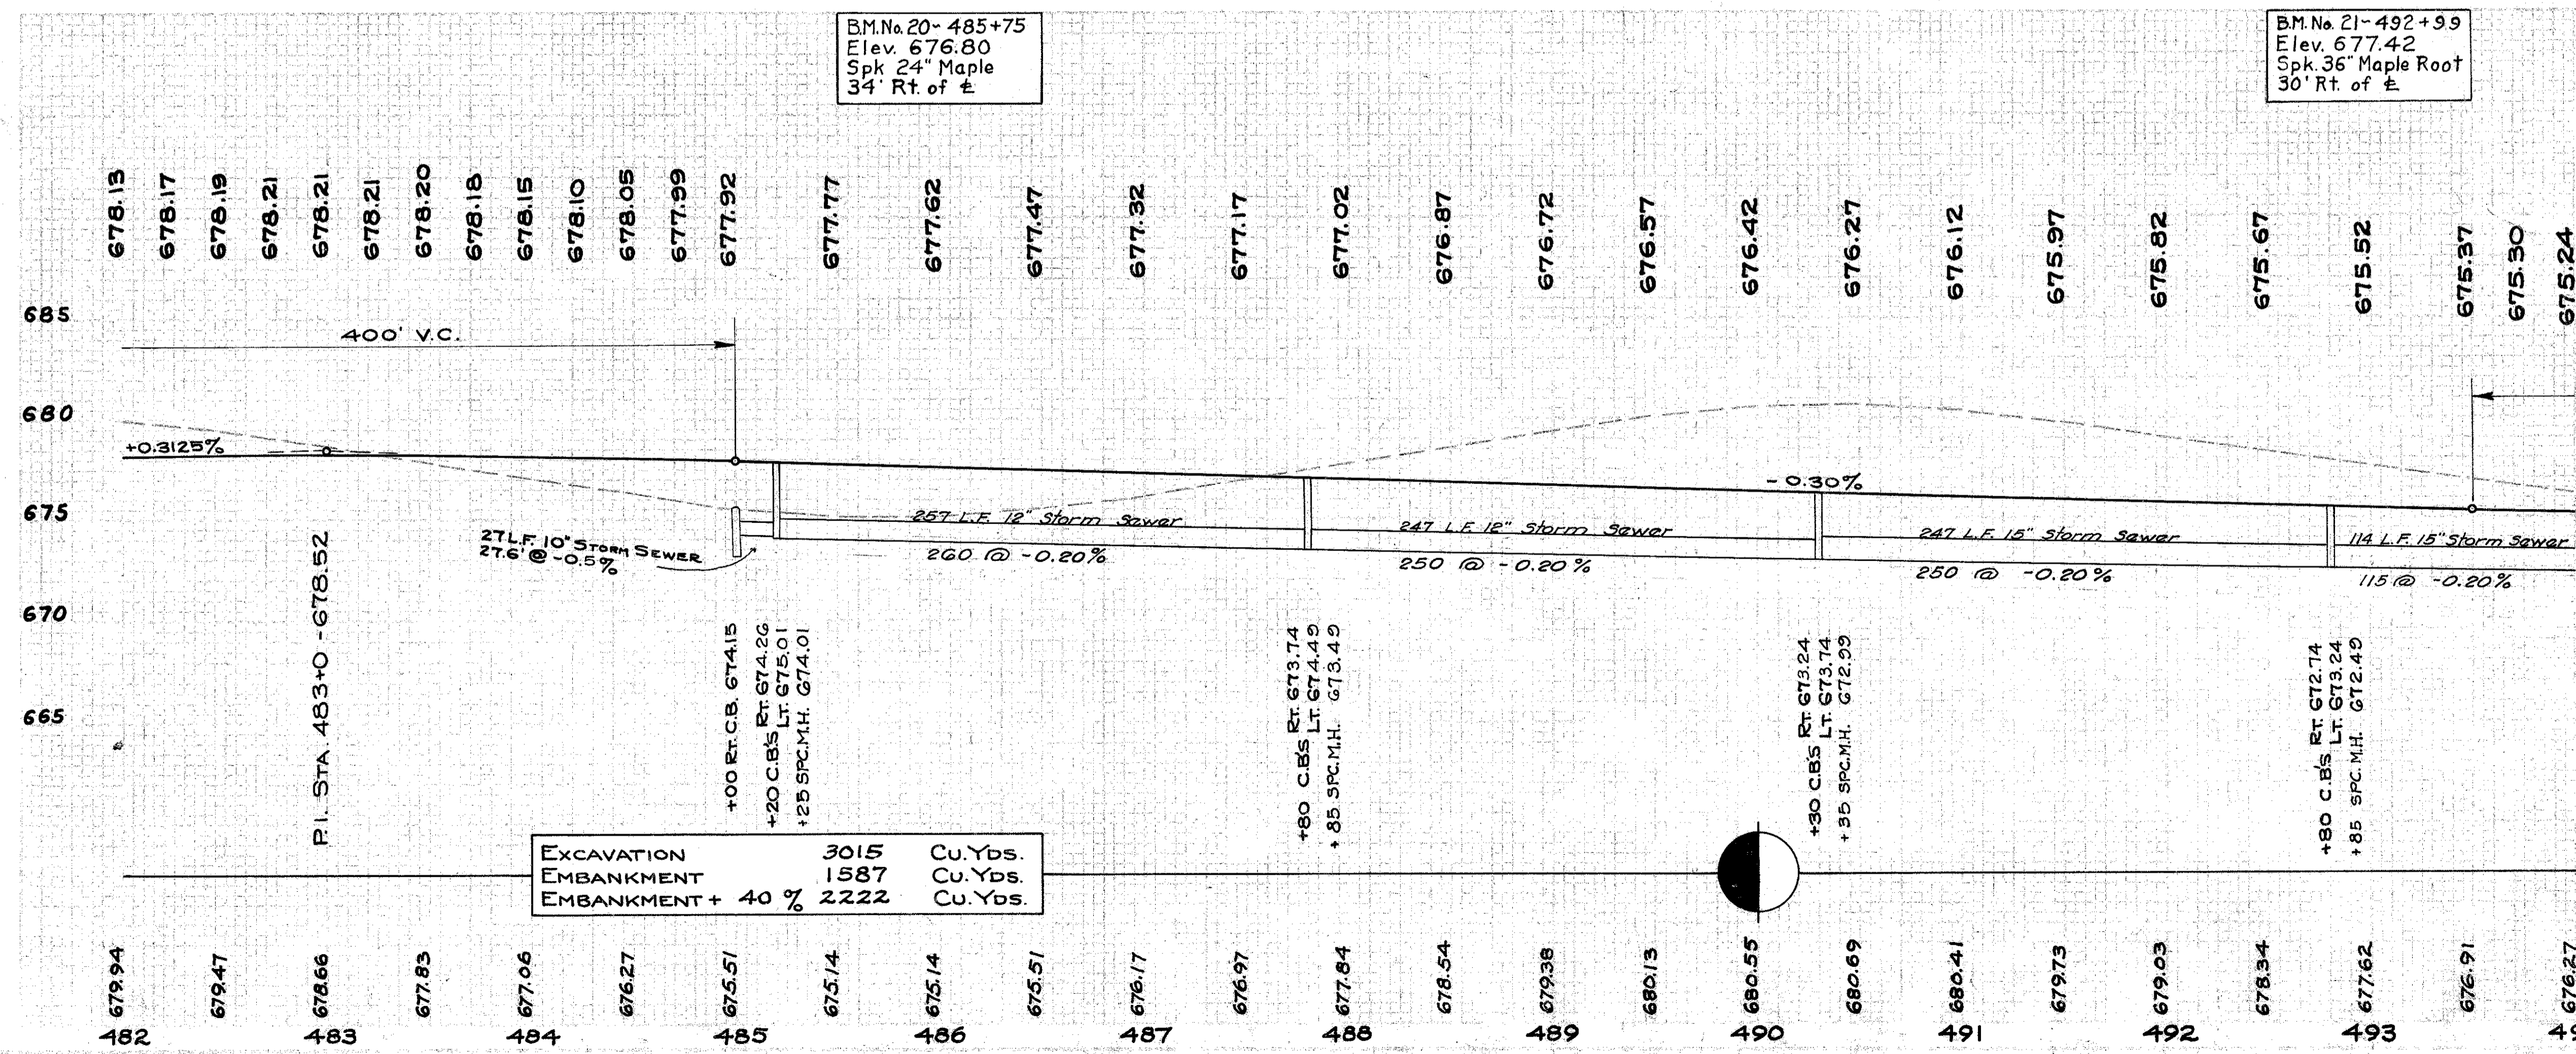 B.M. No. 20~ 485+75
Elev. 676.80
Spk 24" Maple
34' Rt. of ℄
B.M. No. 21~ 492+99
Elev. 677.42
Spk. 36" Maple Root
30' Rt. of ℄
678.13
678.17
678.19
678.21
678.21
678.21
678.20
678.18
678.15
678.10
678.05
677.99
677.92
677.77
677.62
677.47
677.32
677.17
677.02
676.87
676.72
676.57
676.42
676.27
676.12
675.97
675.82
675.67
675.52
675.37
675.30
675.24
685
400' V.C.
680
+0.3125%
- 0.30%
675
27 L.F. 10" STORM SEWER
27.6' @ -0.5%
257 L.F. 12" Storm Sewer
260 @ -0.20%
247 L.F. 12" Storm Sewer
250 @ -0.20%
247 L.F. 15" Storm Sewer
250 @ -0.20%
114 L.F. 15" Storm Sewer
115 @ -0.20%
670
665
P.I. STA. 483+0 - 678.52
+00 RT. C.B. 674.15
+20 C.B'S RT. 674.26
LT. 675.01
+25 SPC.M.H. 674.01
+80 C.B'S RT. 673.74
LT. 674.49
+85 SPC.M.H. 673.49
+30 C.B'S RT. 673.24
LT. 673.74
+35 SPC.M.H. 672.99
+80 C.B'S RT. 672.74
LT. 673.24
+85 SPC.M.H. 672.49
EXCAVATION 3015 CU.YDS.
EMBANKMENT 1587 CU.YDS.
EMBANKMENT + 40 % 2222 CU.YDS.
679.94
679.47
678.66
677.83
677.06
676.27
675.51
675.14
675.14
675.51
676.17
676.97
677.84
678.54
679.38
680.13
680.55
680.69
680.41
679.73
679.03
678.34
677.62
676.91
676.27
482 483 484 485 486 487 488 489 490 491 492 493